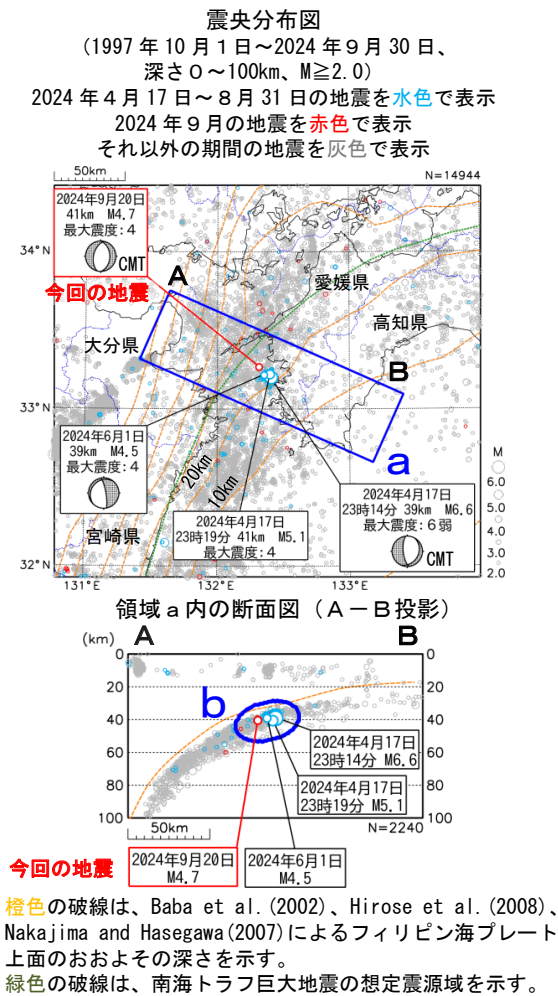 震央分布図
(1997年10月1日~2024年9月30日、
深さ0~100km、M≧2.0)
2024年4月17日~8月31日の地震を水色で表示
2024年9月の地震を赤色で表示
それ以外の期間の地震を灰色で表示
50km
N=14944
2024年9月20日
41km M4.7
最大震度:4
CMT
今回の地震
34°N
A
愛媛県
高知県
大分県
B
33°N
a
2024年6月1日
39km M4.5
最大震度:4
20km
10km
2024年4月17日
23時19分 41km M5.1
最大震度:4
2024年4月17日
23時14分 39km M6.6
最大震度:6弱
CMT
M
6.0
5.0
4.0
3.0
2.0
宮崎県
32°N
131°E
132°E
133°E
領域a内の断面図(A-B投影)
(km)
A
B
0
20
40
60
80
100
0
20
40
60
80
100
b
2024年4月17日
23時14分 M6.6
2024年4月17日
23時19分 M5.1
50km
N=2240
今回の地震
2024年9月20日
M4.7
2024年6月1日
M4.5
橙色の破線は、Baba et al.(2002)、Hirose et al.(2008)、
Nakajima and Hasegawa(2007)によるフィリピン海プレート
上面のおおよその深さを示す。
緑色の破線は、南海トラフ巨大地震の想定震源域を示す。